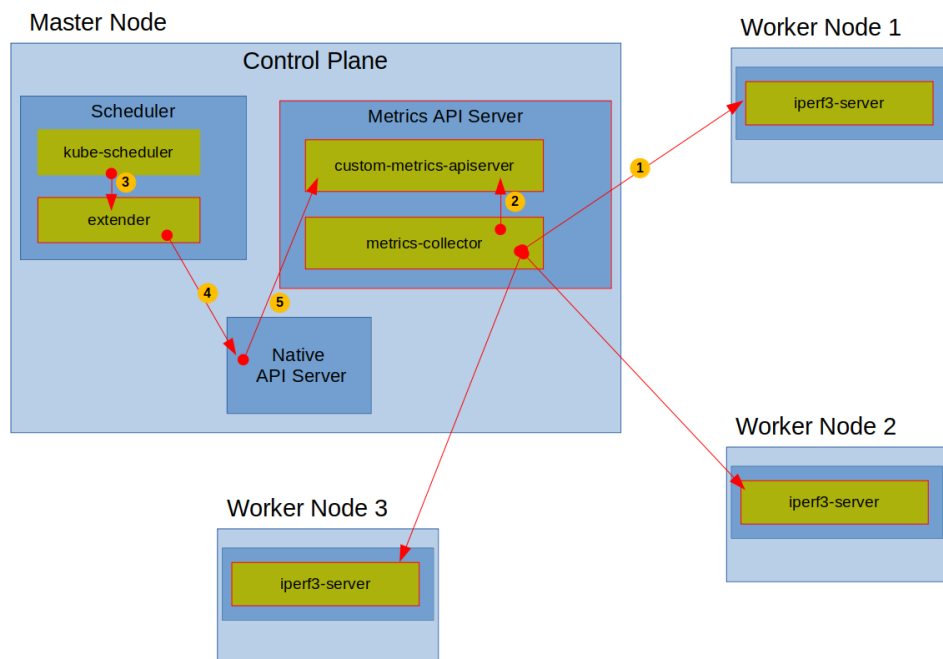 Master Node
Control Plane
Scheduler
kube-scheduler
3
extender
4
Metrics API Server
custom-metrics-apiserver
2
metrics-collector
5
Native
API Server
1
Worker Node 1
iperf3-server
Worker Node 2
iperf3-server
Worker Node 3
iperf3-server